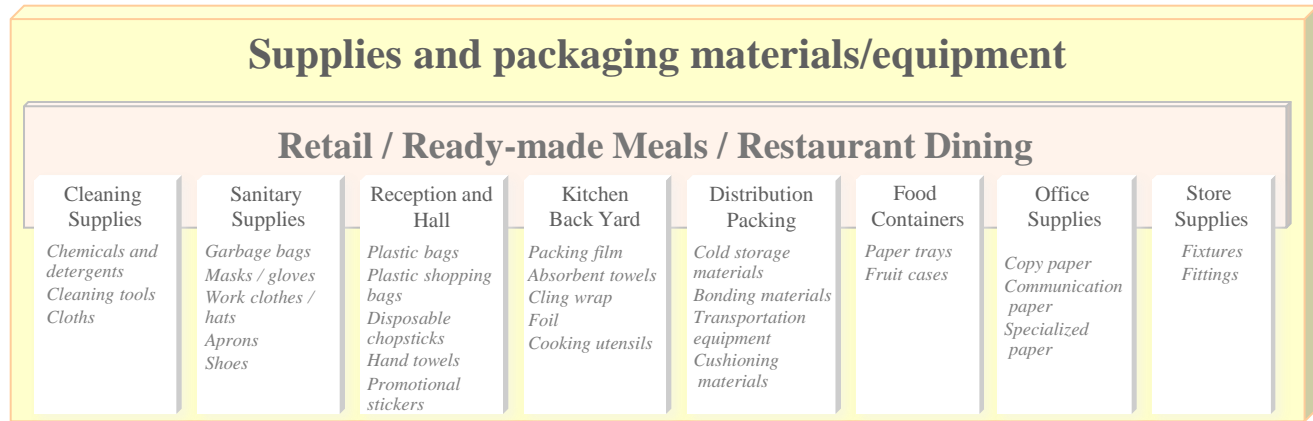 Supplies and packaging materials/equipment
Retail / Ready-made Meals / Restaurant Dining
Cleaning
Supplies
Chemicals and
detergents
Cleaning tools
Cloths
Sanitary
Supplies
Garbage bags
Masks / gloves
Work clothes /
hats
Aprons
Shoes
Reception and
Hall
Plastic bags
Plastic shopping
bags
Disposable
chopsticks
Hand towels
Promotional
stickers
Kitchen
Back Yard
Packing film
Absorbent towels
Cling wrap
Foil
Cooking utensils
Distribution
Packing
Cold storage
materials
Bonding materials
Transportation
equipment
Cushioning
materials
Food
Containers
Paper trays
Fruit cases
Office
Supplies
Copy paper
Communication
paper
Specialized
paper
Store
Supplies
Fixtures
Fittings